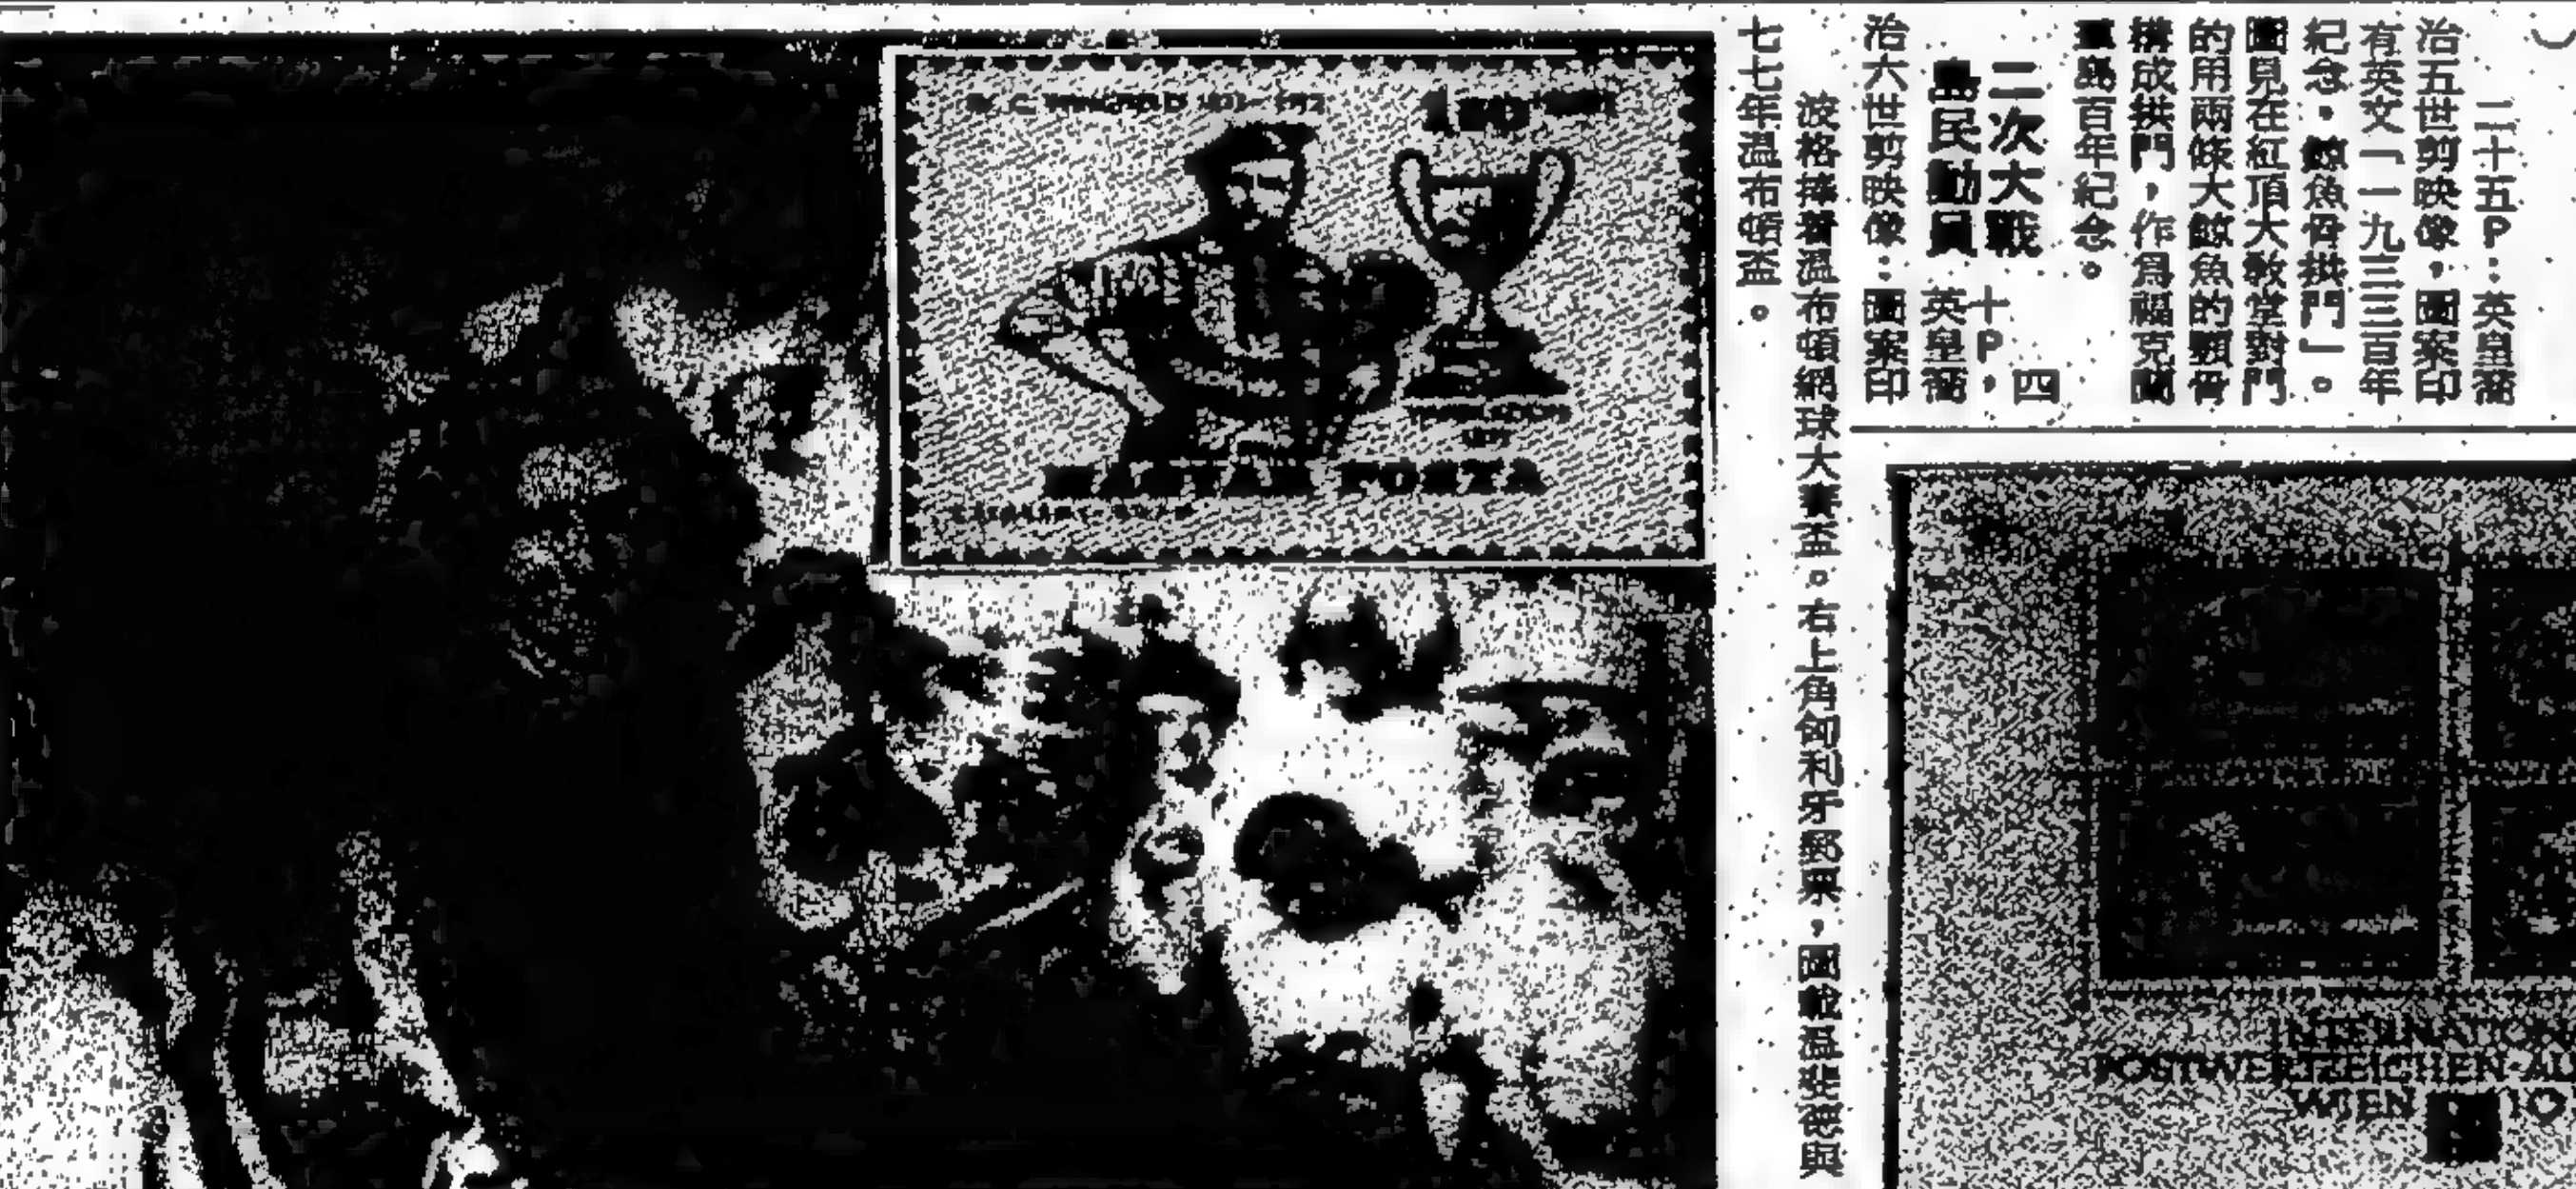 二十五P：英皇喬
治五世剪映像，圖案印
有英文「一九三三百年
紀念・鯨魚骨拱門」。
圖見在紅頂大教堂對門
的用兩條大鯨魚的顎骨
構成拱門，作爲福克蘭
羣島百年紀念。
二次大戰
島民動員
四
十P，
英皇喬
治六世剪映像：圖案印
波格捧着溫布頓網球大賽盃。右上角匈利牙郵票，圖
七七年溫布頓盃。
INTERNATION
POSTWERTZEICHEN-AU
WIEN